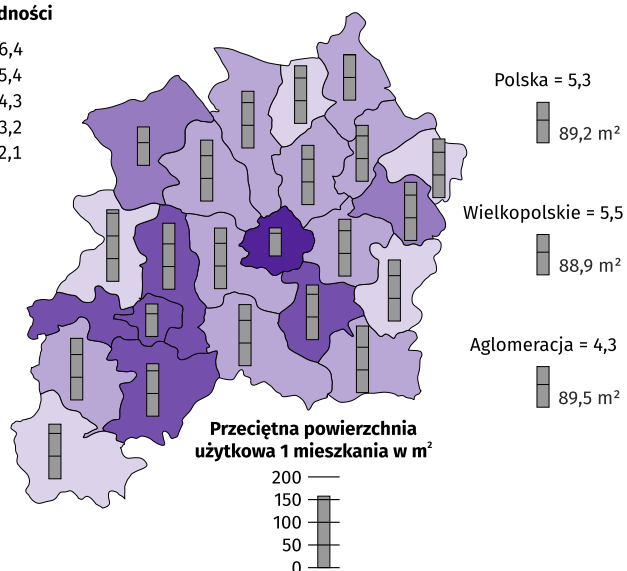 dności
6,4
5,4
4,3
3,2
2,1
Polska = 5,3
89,2 m²
Wielkopolskie = 5,5
88,9 m²
Aglomeracja = 4,3
89,5 m²
Przeciętna powierzchnia
użytkowa 1 mieszkania w m²
200
150
100
50
0